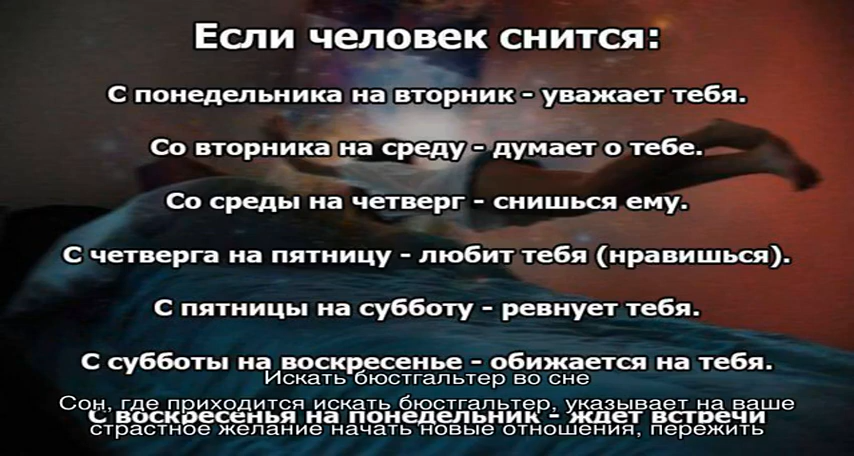 Если человек снится:
С понедельника на вторник - уважает тебя.
Со вторника на среду - думает о тебе.
Со среды на четверг - снишься ему.
С четверга на пятницу - любит тебя (нравишься).
С пятницы на субботу - ревнует тебя.
С субботы на воскресенье - обижается на тебя.
Искать бюстгальтер во сне
Сон, где приходится искать бюстгальтер, указывает на ваше
С воскресенья на понедельник - ждет встречи
страстное желание начать новые отношения, пережить